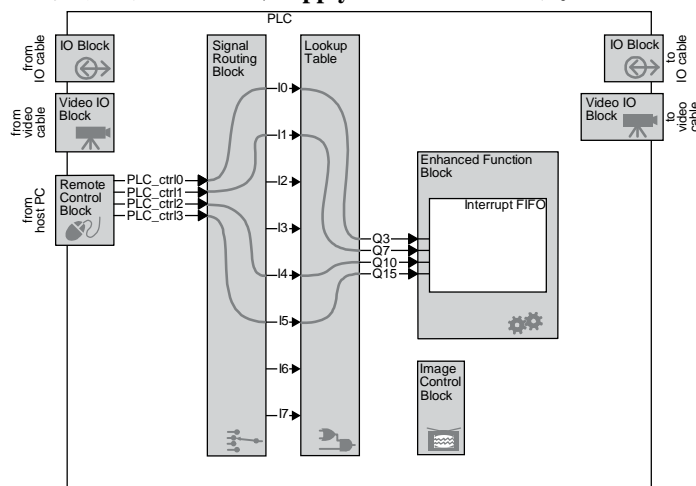 PLC
from
IO cable
IO Block
from
video
cable
Video IO
Block
from
host PC
Remote
Control
Block
PLC_ctrl0
PLC_ctrl1
PLC_ctrl2
PLC_ctrl3
Signal
Routing
Block
Lookup
Table
I0
I1
I2
I3
I4
I5
I6
I7
Q3
Q7
Q10
Q15
Enhanced Function
Block
Interrupt FIFO
Image
Control
Block
IO Block
to
IO cable
Video IO
Block
to
video
cable